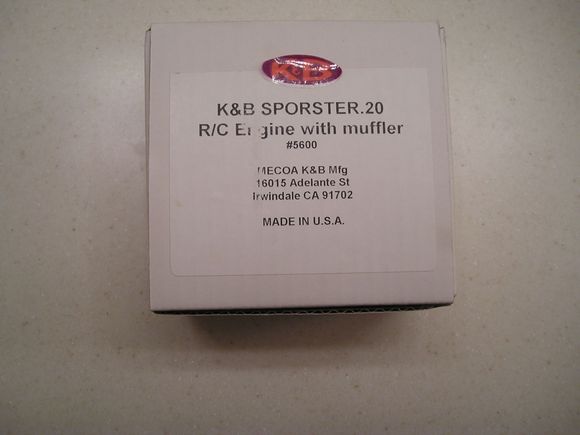 K&B
K&B SPORSTER.20
R/C Engine with muffler
#5600
MECOA K&B Mfg
16015 Adelante St
Irwindale CA 91702
MADE IN U.S.A.